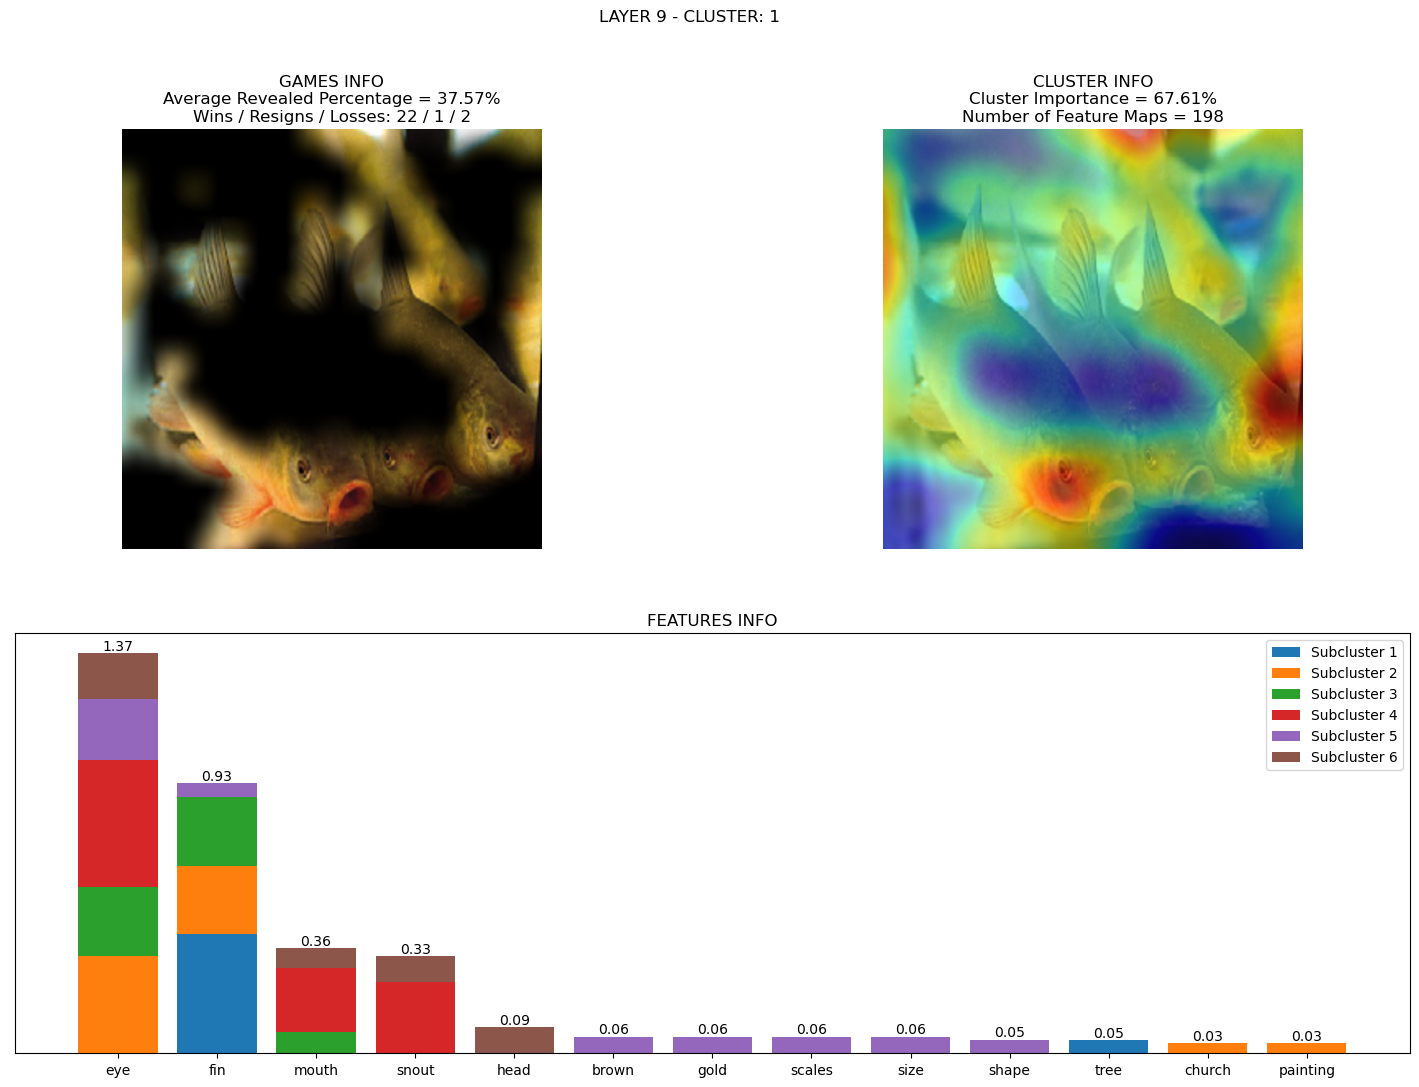 LAYER 9 - CLUSTER: 1
GAMES INFO
Average Revealed Percentage = 37.57%
Wins / Resigns / Losses: 22 / 1 / 2
CLUSTER INFO
Cluster Importance = 67.61%
Number of Feature Maps = 198
FEATURES INFO
1.37
0.93
0.36
0.33
0.09
0.06
0.06
0.06
0.06
0.05
0.05
0.03
0.03
Subcluster 1
Subcluster 2
Subcluster 3
Subcluster 4
Subcluster 5
Subcluster 6
eye
fin
mouth
snout
head
brown
gold
scales
size
shape
tree
church
painting